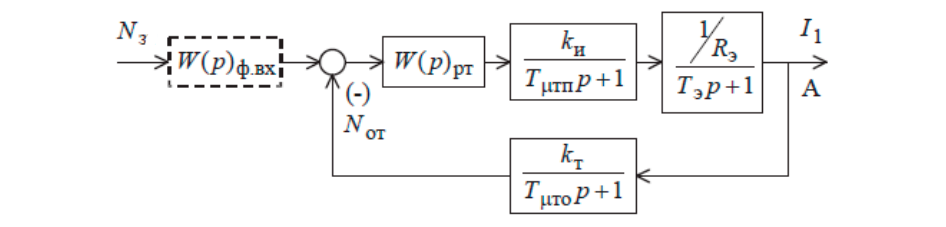 N_з
W(p)_ф.вх
(-)
N_от
W(p)_рт
k_и
T_μтп p+1
1/R_э
T_э p+1
I_1
А
k_т
T_μто p+1